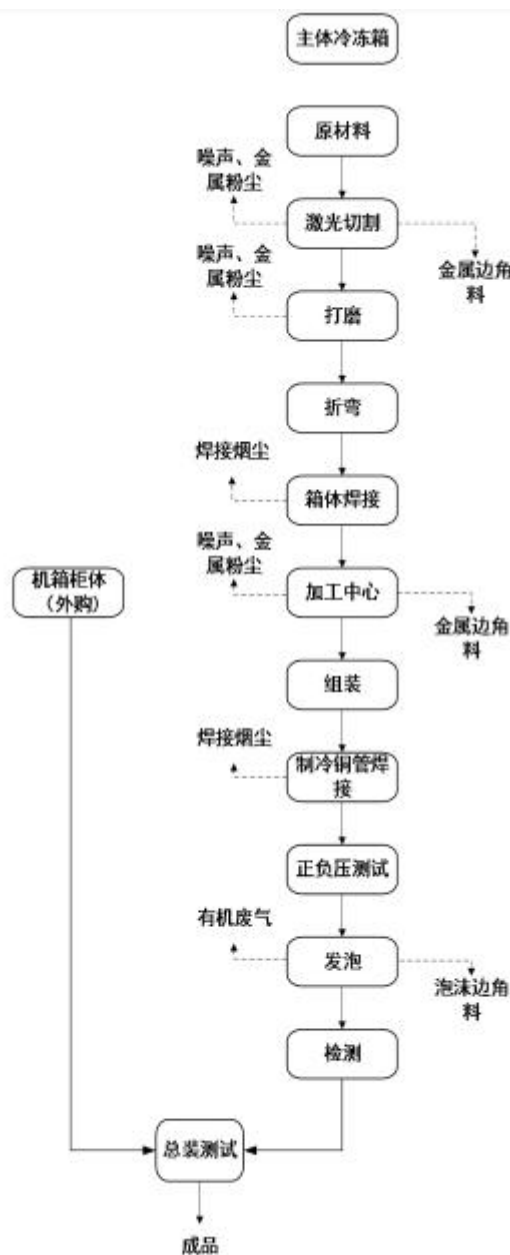 主体冷冻箱
原材料
噪声、金
属粉尘
激光切割
金属边角
料
噪声、金
属粉尘
打磨
折弯
焊接烟尘
箱体焊接
噪声、金
属粉尘
机箱柜体
（外购)
加工中心
金属边角
料
组装
焊接烟尘
制冷铜管焊
接
正负压测试
有机废气
发泡
泡沫边角
料
检测
总装测试
成品